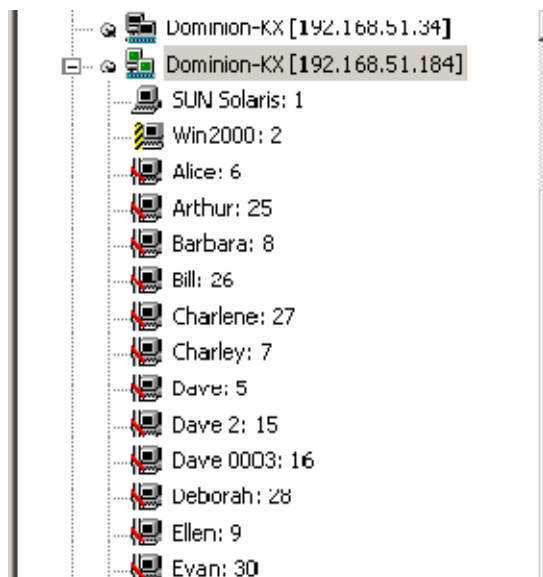 Dominion-KX [192.168.51.34]
Dominion-KX [192.168.51.184]
SUN Solaris: 1
Win2000: 2
Alice: 6
Arthur: 25
Barbara: 8
Bill: 26
Charlene: 27
Charley: 7
Dave: 5
Dave 2: 15
Dave 0003: 16
Deborah: 28
Ellen: 9
Evan: 30